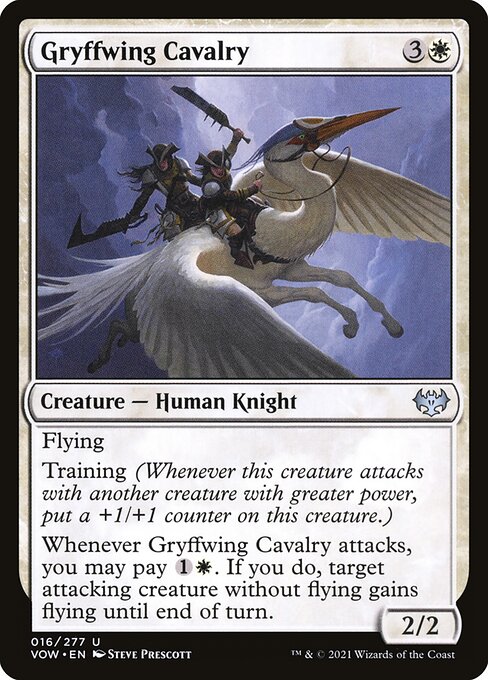 Gryffwing Cavalry 3
Creature — Human Knight
Flying
Training (Whenever this creature attacks
with another creature with greater power,
put a +1/+1 counter on this creature.)
Whenever Gryffwing Cavalry attacks,
you may pay 1. If you do, target
attacking creature without flying gains
flying until end of turn.
2/2
016/277 U
VOW • EN Steve Prescott
™ & © 2021 Wizards of the Coast